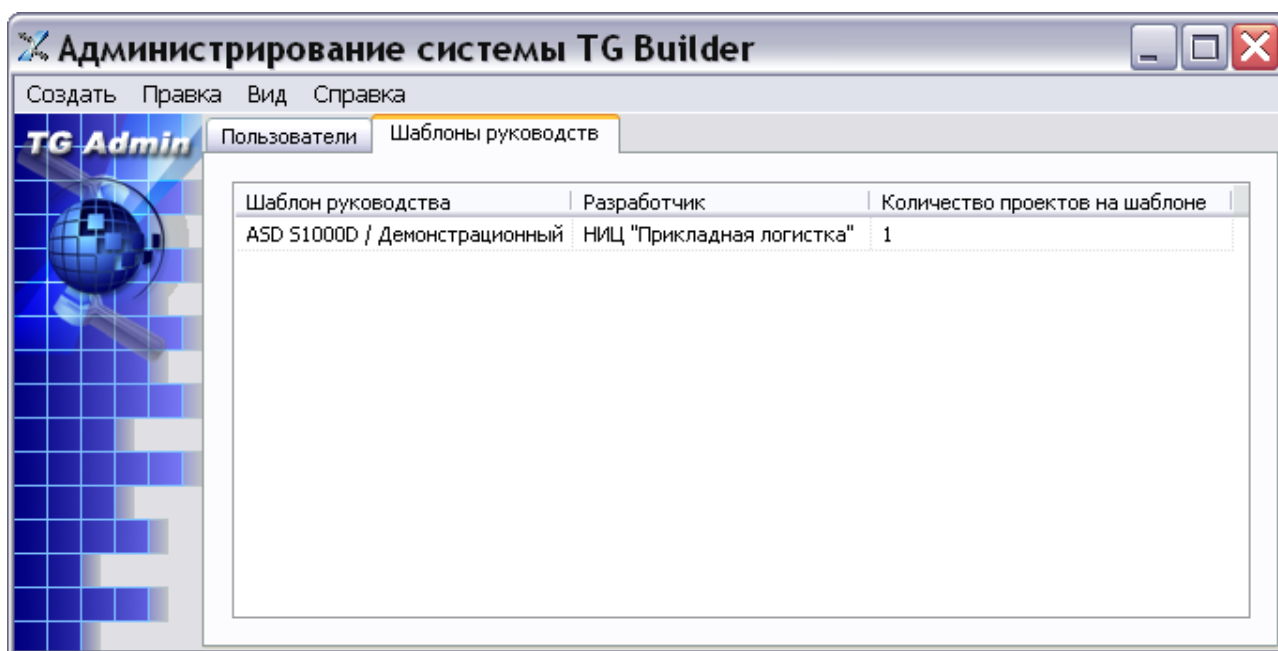 Администрирование системы TG Builder
Создать Правка Вид Справка
TG Admin
Пользователи Шаблоны руководств
Шаблон руководства Разработчик Количество проектов на шаблоне
ASD S1000D / Демонстрационный НИЦ "Прикладная логистка" 1